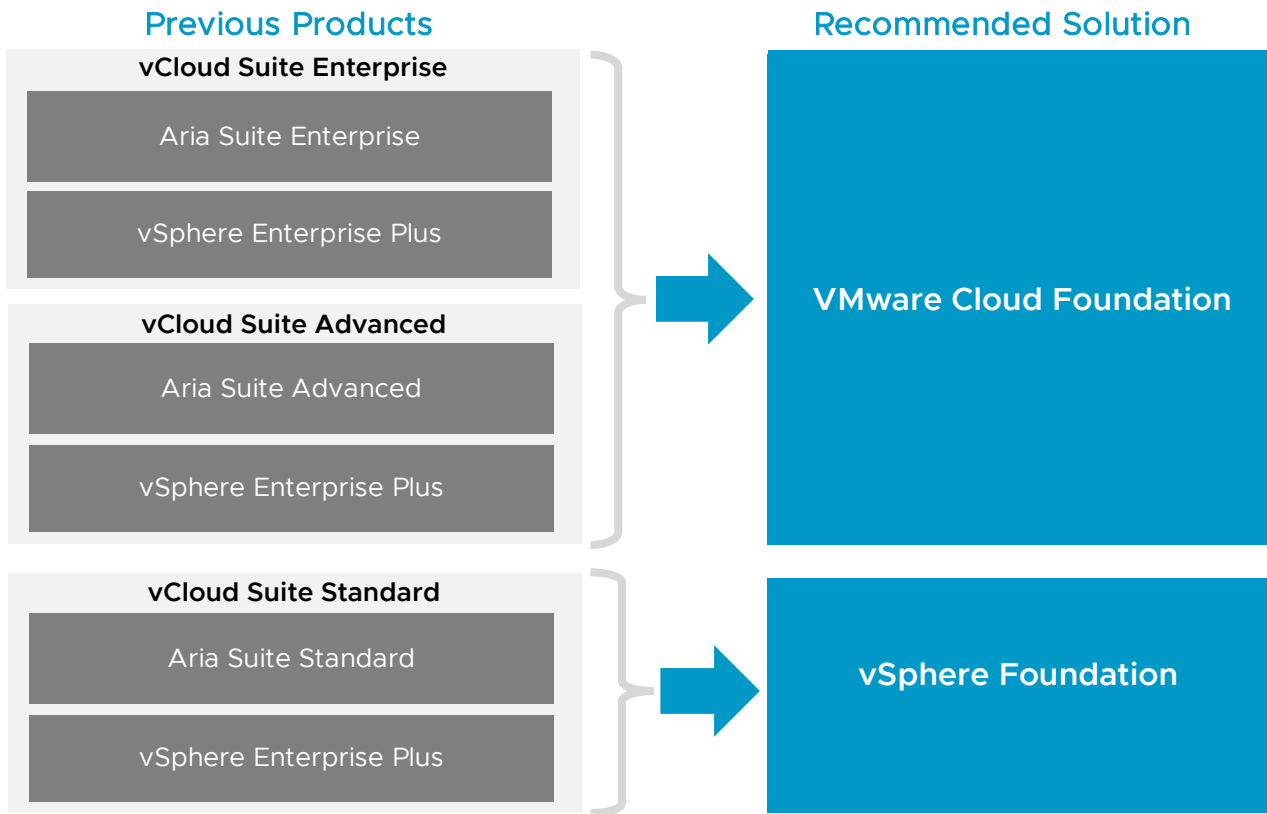 Previous Products
Recommended Solution
vCloud Suite Enterprise
Aria Suite Enterprise
vSphere Enterprise Plus
vCloud Suite Advanced
Aria Suite Advanced
vSphere Enterprise Plus
VMware Cloud Foundation
vCloud Suite Standard
Aria Suite Standard
vSphere Enterprise Plus
vSphere Foundation